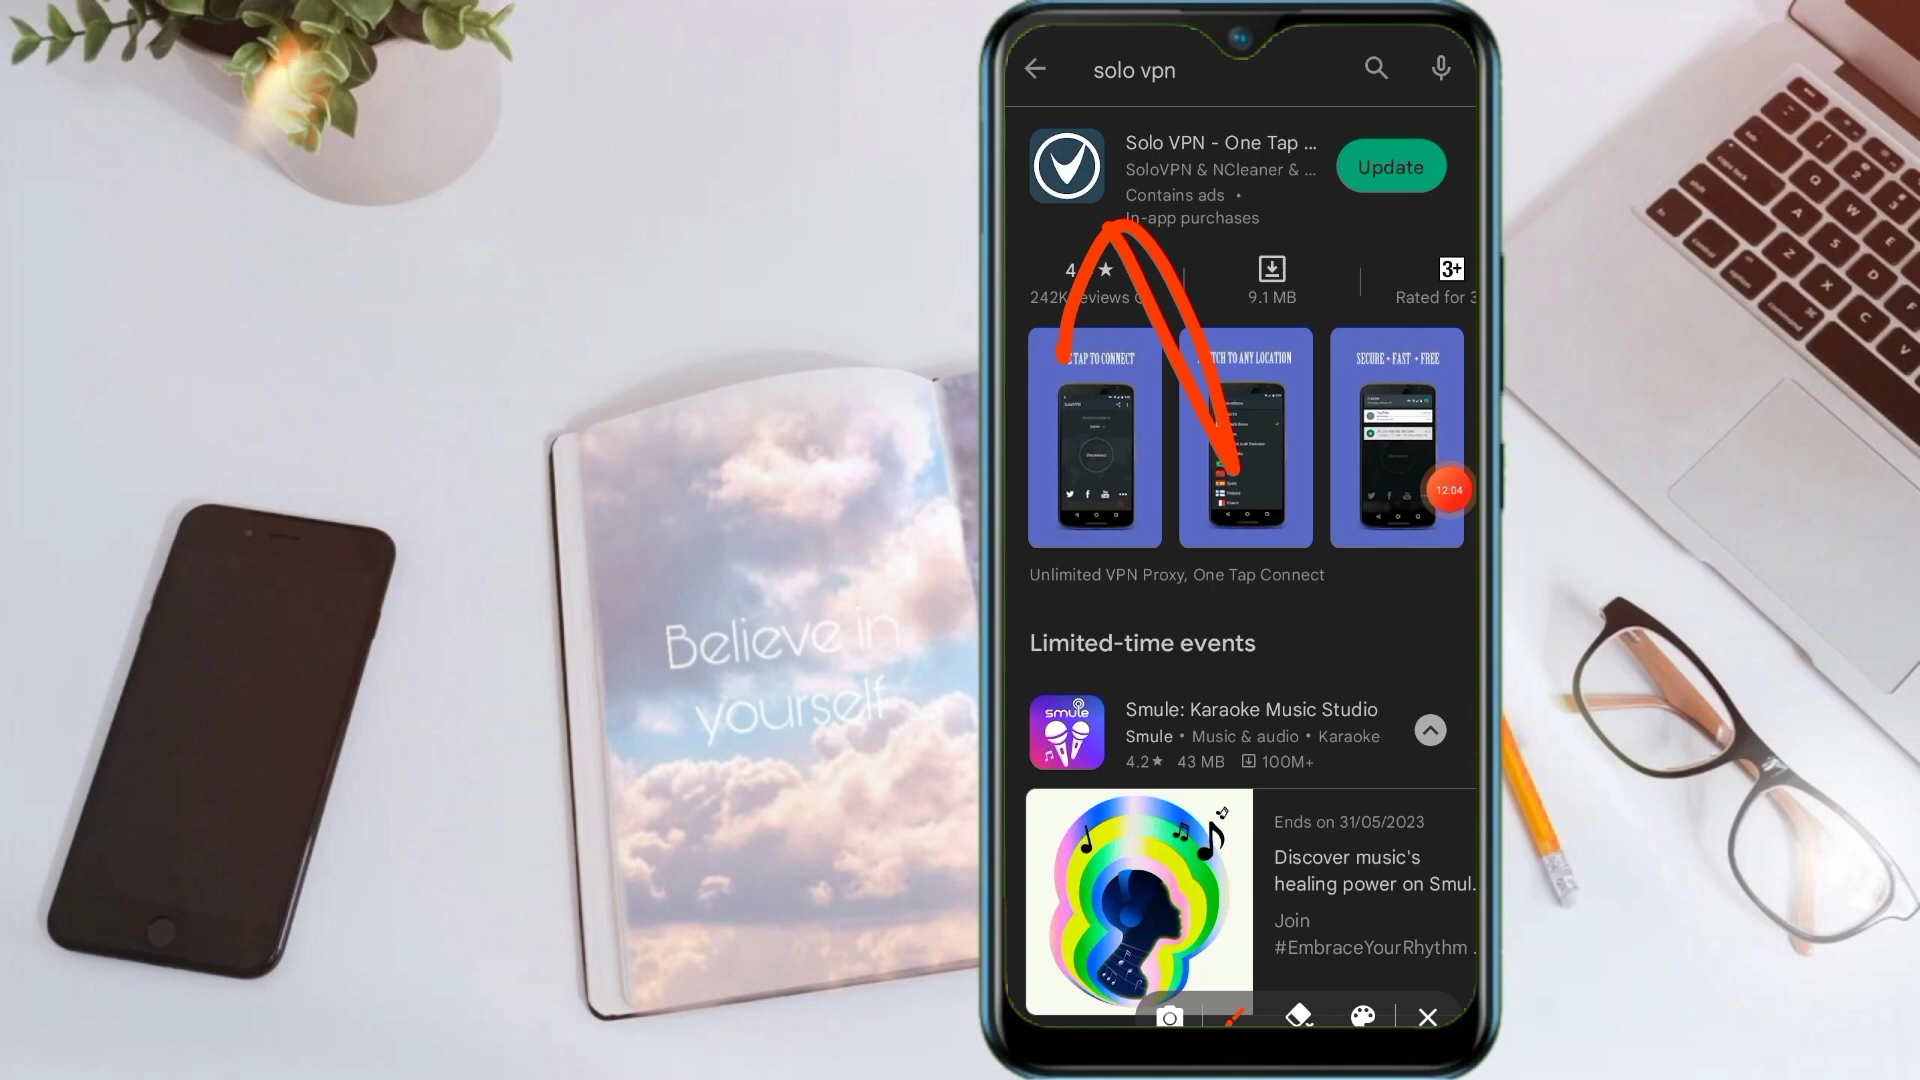 solo vpn
Solo VPN - One Tap ...
SoloVPN & NCleaner & ...
Update
Contains ads •
In-app purchases
4
★
3+
242K
eviews
9.1 MB
Rated for 3
TAP TO CONNECT
TCH TO ANY LOCATION
SECURE • FAST • FREE
12:04
Unlimited VPN Proxy, One Tap Connect
Limited-time events
smule
Smule: Karaoke Music Studio
Smule • Music & audio • Karaoke
4.2★ 43 MB 100M+
Ends on 31/05/2023
Discover music's
healing power on Smul.
Join
#EmbraceYourRhythm .
Believe in
yourself